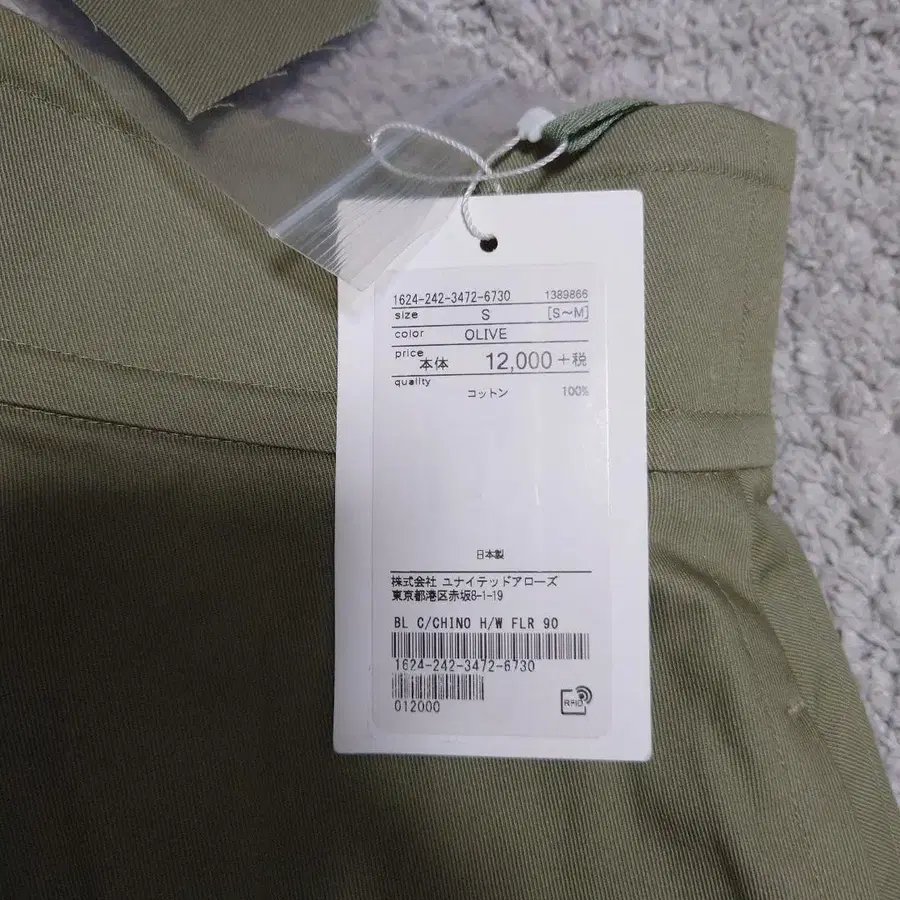 1624-242-3472-6730 1389866
size S [S~M]
color OLIVE
price 本体 12,000+税
quality
コットン 100%
日本製
株式会社 ユナイテッドアローズ
東京都港区赤坂8-1-19
BL C/CHINO H/W FLR 90
1624-242-3472-6730
012000
RFID